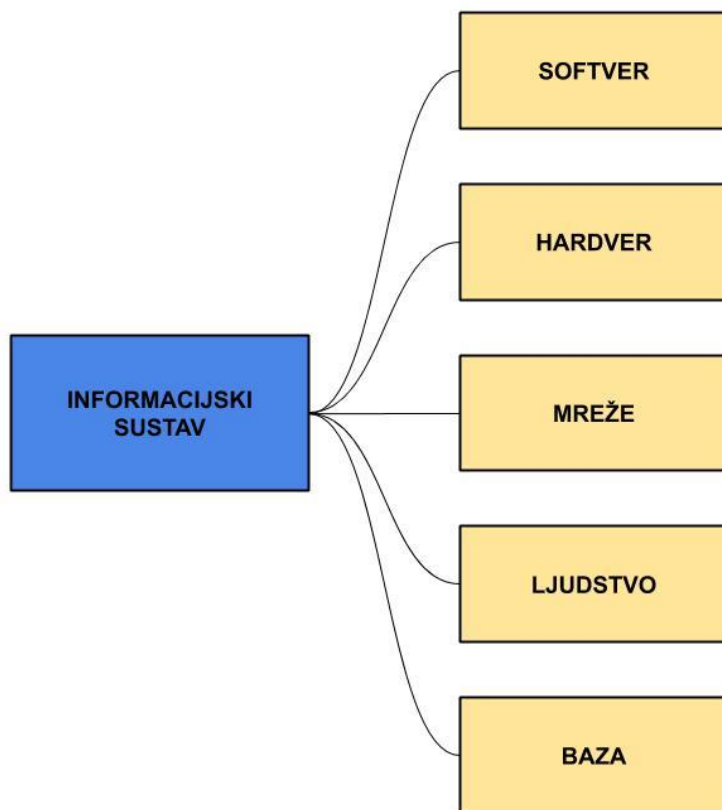 SOFTVER
HARDVER
INFORMACIJSKI
SUSTAV
MREŽE
LJUDSTVO
BAZA